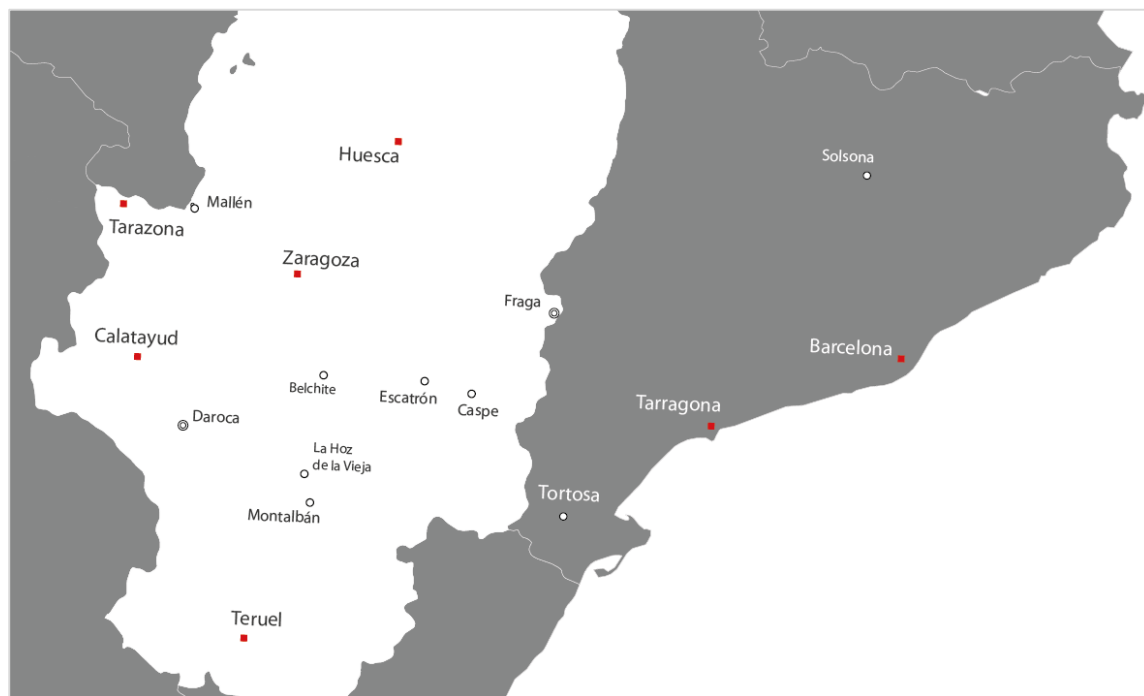 Huesca
Solsona
Mallén
Tarazona
Zaragoza
Fraga
Calatayud
Barcelona
Belchite
Escatrón
Caspe
Tarragona
Daroca
La Hoz
de la Vieja
Tortosa
Montalbán
Teruel